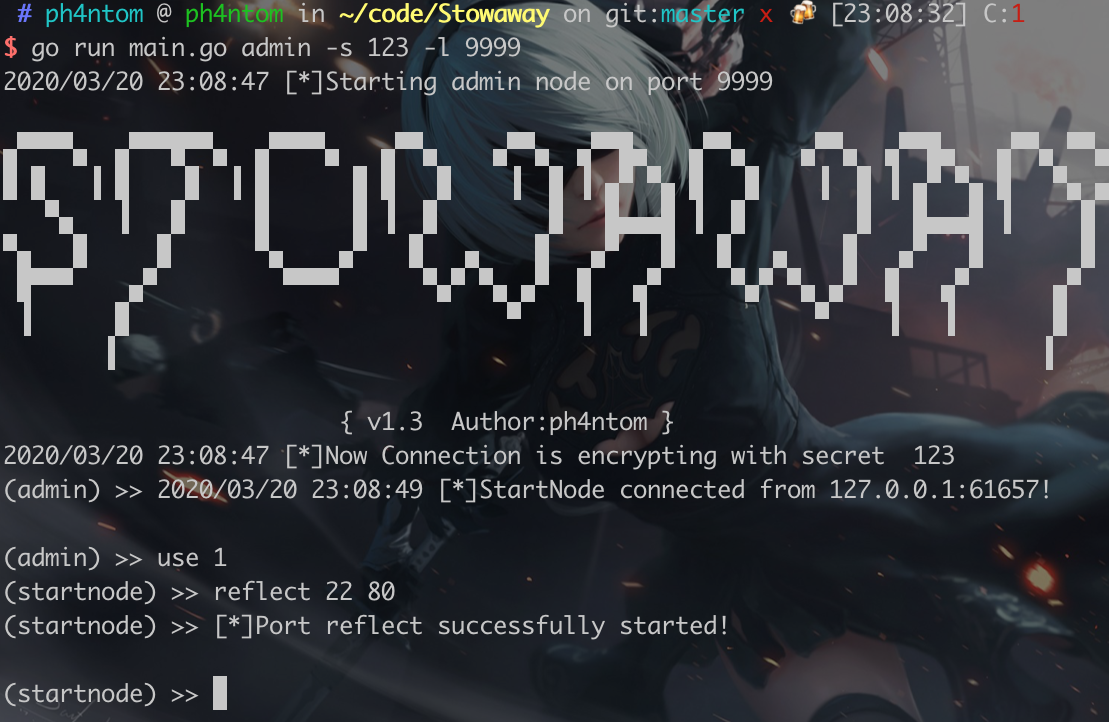 # ph4ntom @ ph4ntom in ~/code/Stowaway on git:master x 🍻 [23:08:32] C:1
$ go run main.go admin -s 123 -l 9999
2020/03/20 23:08:47 [*]Starting admin node on port 9999
STOWAWAY
{ v1.3  Author:ph4ntom }
2020/03/20 23:08:47 [*]Now Connection is encrypting with secret  123
(admin) >> 2020/03/20 23:08:49 [*]StartNode connected from 127.0.0.1:61657!
(admin) >> use 1
(startnode) >> reflect 22 80
(startnode) >> [*]Port reflect successfully started!
(startnode) >>